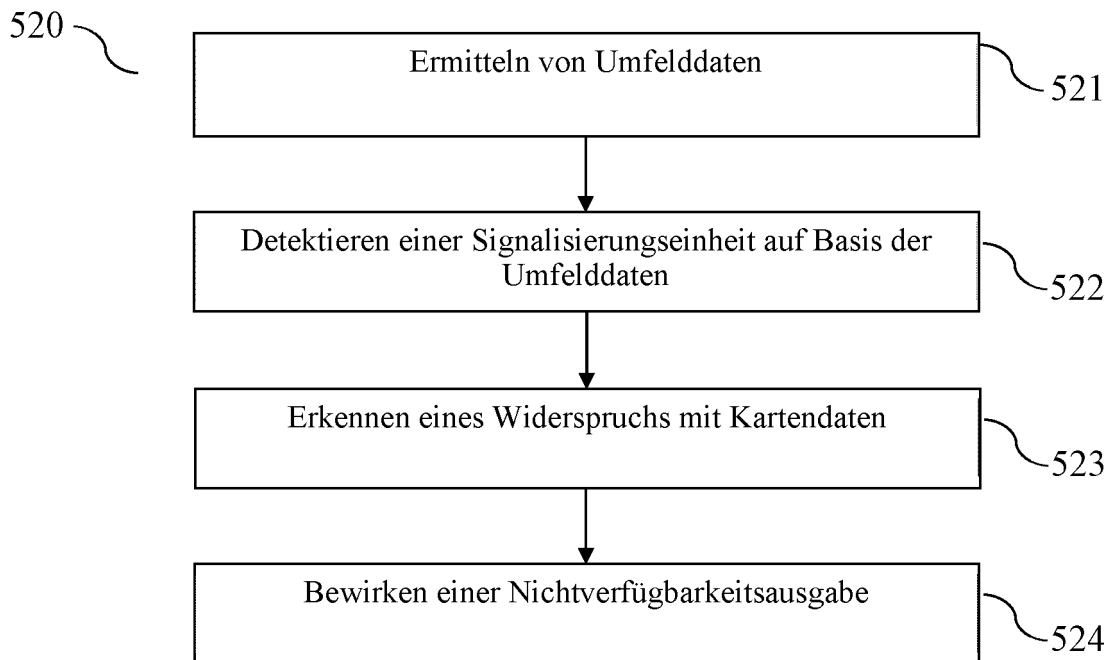 520
Ermitteln von Umfelddaten
521
Detektieren einer Signalisierungseinheit auf Basis der
Umfelddaten
522
Erkennen eines Widerspruchs mit Kartendaten
523
Bewirken einer Nichtverfügbarkeitsausgabe
524